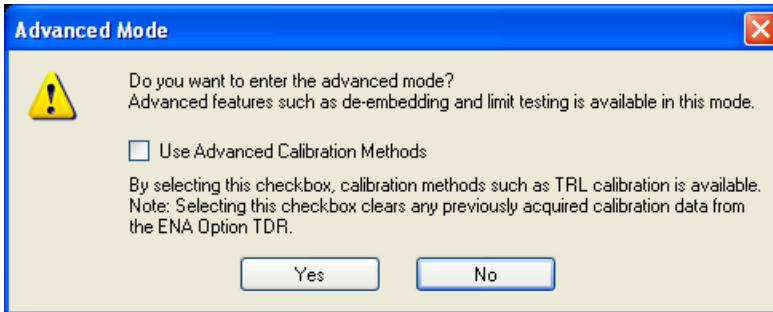 Advanced Mode
Do you want to enter the advanced mode?
Advanced features such as de-embedding and limit testing is available in this mode.
Use Advanced Calibration Methods
By selecting this checkbox, calibration methods such as TRL calibration is available.
Note: Selecting this checkbox clears any previously acquired calibration data from
the ENA Option TDR.
Yes
No